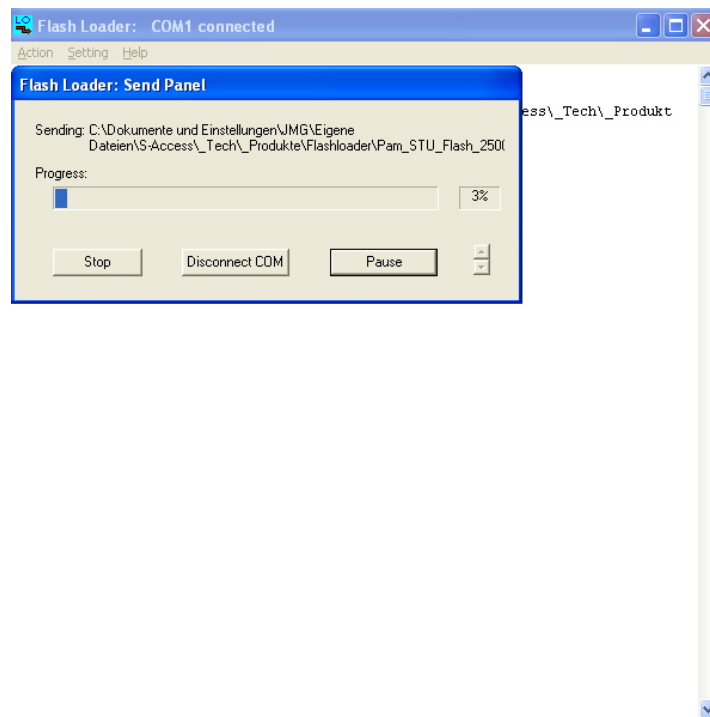 Flash Loader: COM1 connected
Action Setting Help
Flash Loader: Send Panel
ess\_Tech\_Produkt
Sending: C:\Dokumente und Einstellungen\JMG\Eigene
Dateien\S-Access\_Tech\_Produkte\Flashloader\Pam_STU_Flash_250(
Progress:
3%
Stop Disconnect COM Pause